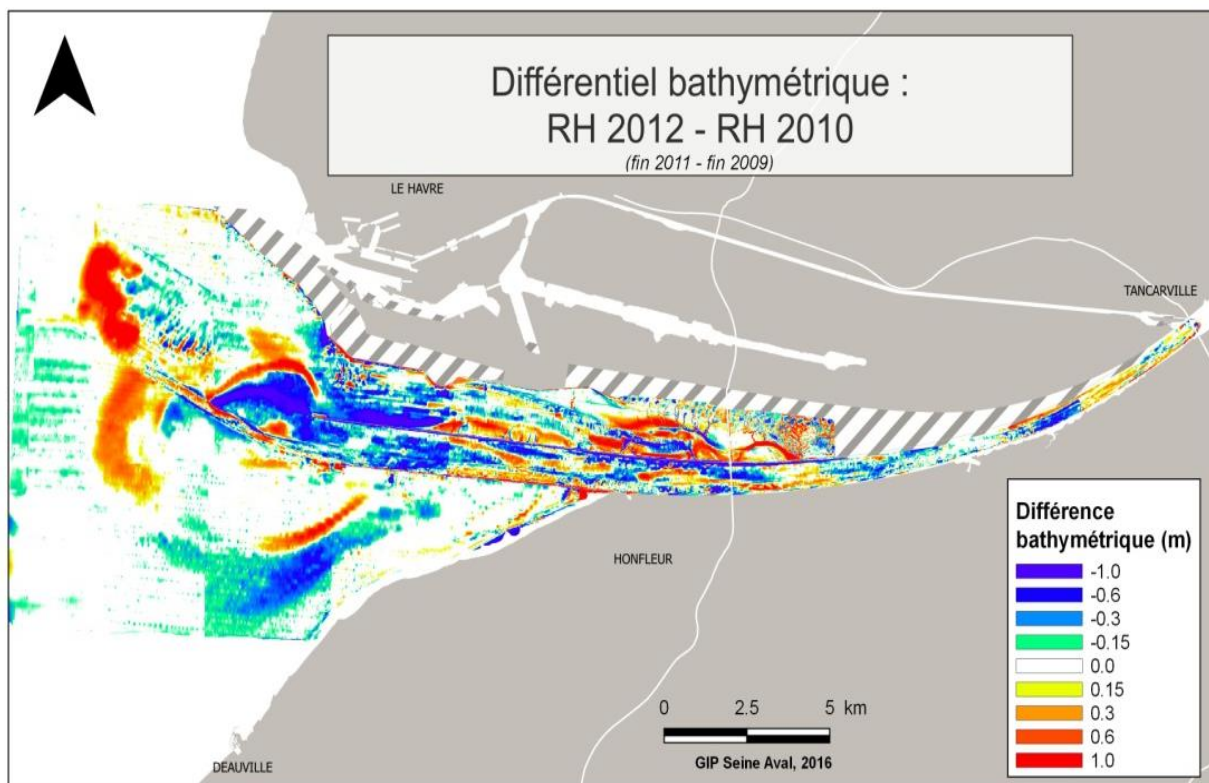 Différentiel bathymétrique :
RH 2012 - RH 2010
(fin 2011 - fin 2009)
LE HAVRE
TANCARVILLE
HONFLEUR
DEAUVILLE
Différence
bathymétrique (m)
-1.0
-0.6
-0.3
-0.15
0.0
0.15
0.3
0.6
1.0
0 2.5 5 km
GIP Seine Aval, 2016